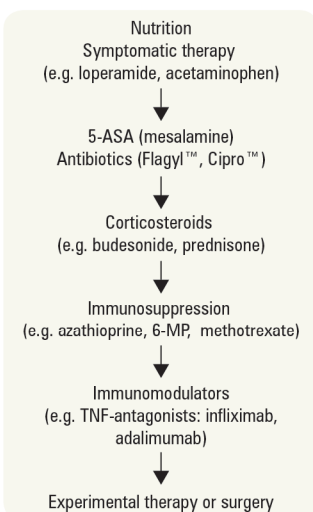 Nutrition
Symptomatic therapy
(e.g. loperamide, acetaminophen)
5-ASA (mesalamine)
Antibiotics (Flagyl™, Cipro™)
Corticosteroids
(e.g. budesonide, prednisone)
Immunosuppression
(e.g. azathioprine, 6-MP, methotrexate)
Immunomodulators
(e.g. TNF-antagonists: infliximab,
adalimumab)
Experimental therapy or surgery